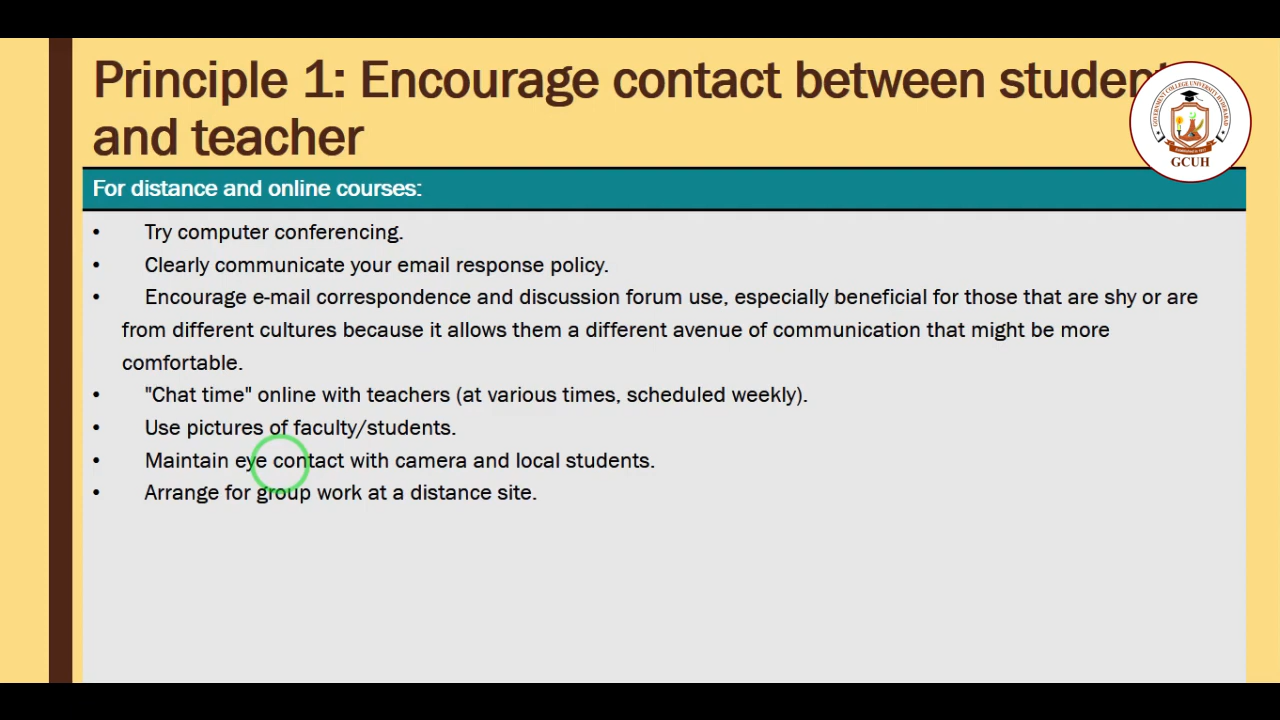 Principle 1: Encourage contact between student
and teacher
GOVERNMENT COLLEGE UNIVERSITY HYDERABAD
GCUH
For distance and online courses:
• Try computer conferencing.
• Clearly communicate your email response policy.
• Encourage e-mail correspondence and discussion forum use, especially beneficial for those that are shy or are
from different cultures because it allows them a different avenue of communication that might be more
comfortable.
• "Chat time" online with teachers (at various times, scheduled weekly).
• Use pictures of faculty/students.
• Maintain eye contact with camera and local students.
• Arrange for group work at a distance site.